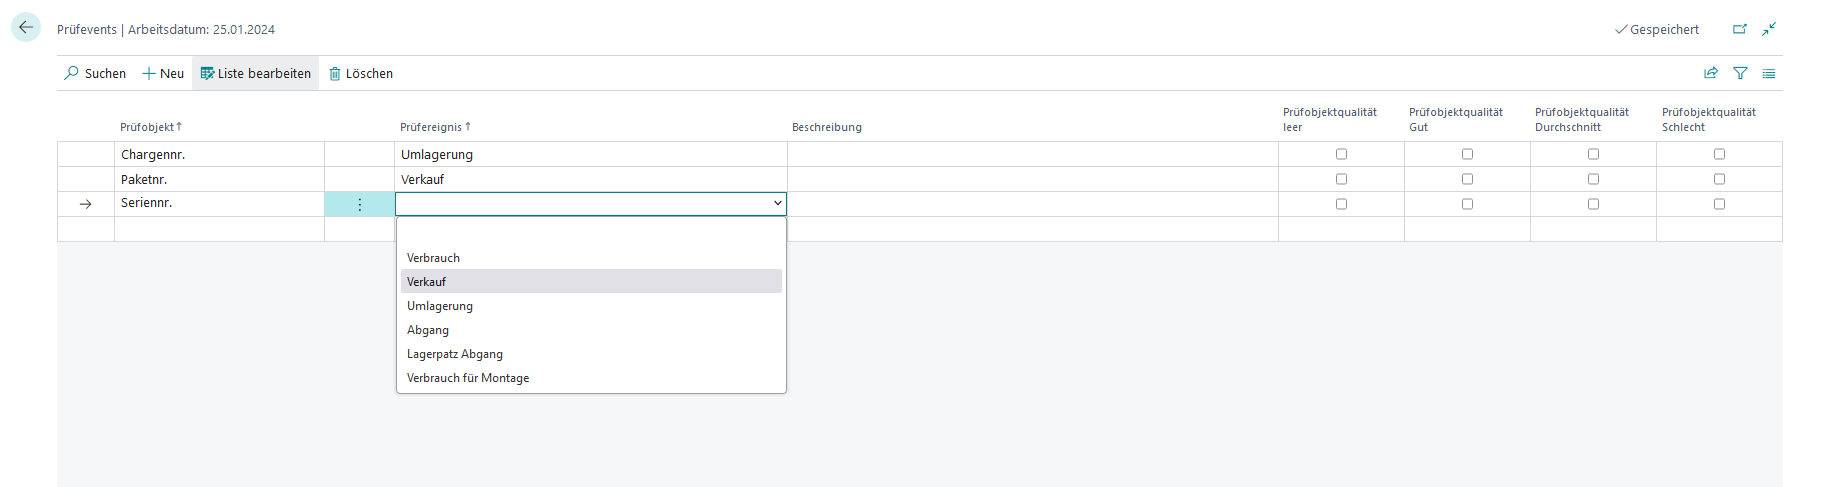 Prüfevents | Arbeitsdatum: 25.01.2024
Gespeichert
Suchen Neu Liste bearbeiten Löschen
Prüfobjekt↑ Prüfereignis↑ Beschreibung Prüfobjektqualität leer Prüfobjektqualität Gut Prüfobjektqualität Durchschnitt Prüfobjektqualität Schlecht
Chargennr. Umlagerung
Paketnr. Verkauf
Seriennr.
Verbrauch
Verkauf
Umlagerung
Abgang
Lagerpatz Abgang
Verbrauch für Montage